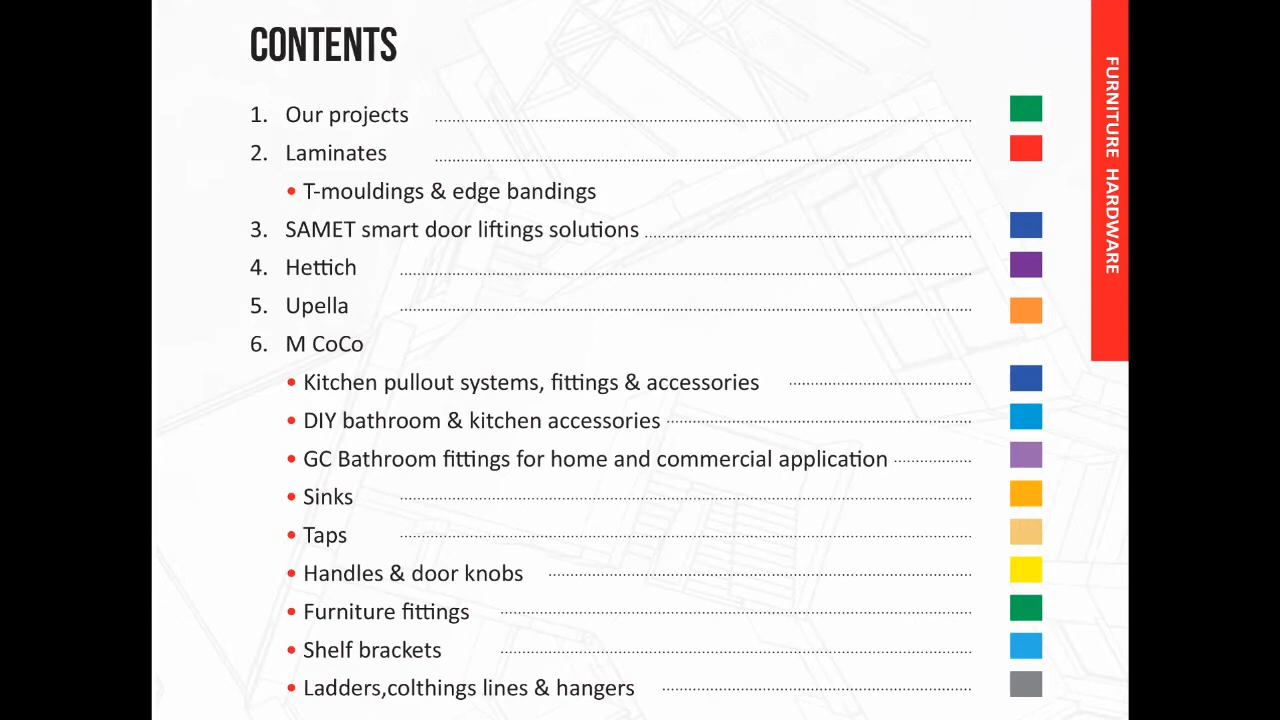 CONTENTS
1. Our projects
2. Laminates
• T-mouldings & edge bandings
3. SAMET smart door liftings solutions
4. Hettich
5. Upella
6. M CoCo
• Kitchen pullout systems, fittings & accessories
• DIY bathroom & kitchen accessories
• GC Bathroom fittings for home and commercial application
• Sinks
• Taps
• Handles & door knobs
• Furniture fittings
• Shelf brackets
• Ladders,colthings lines & hangers
FURNITURE HARDWARE